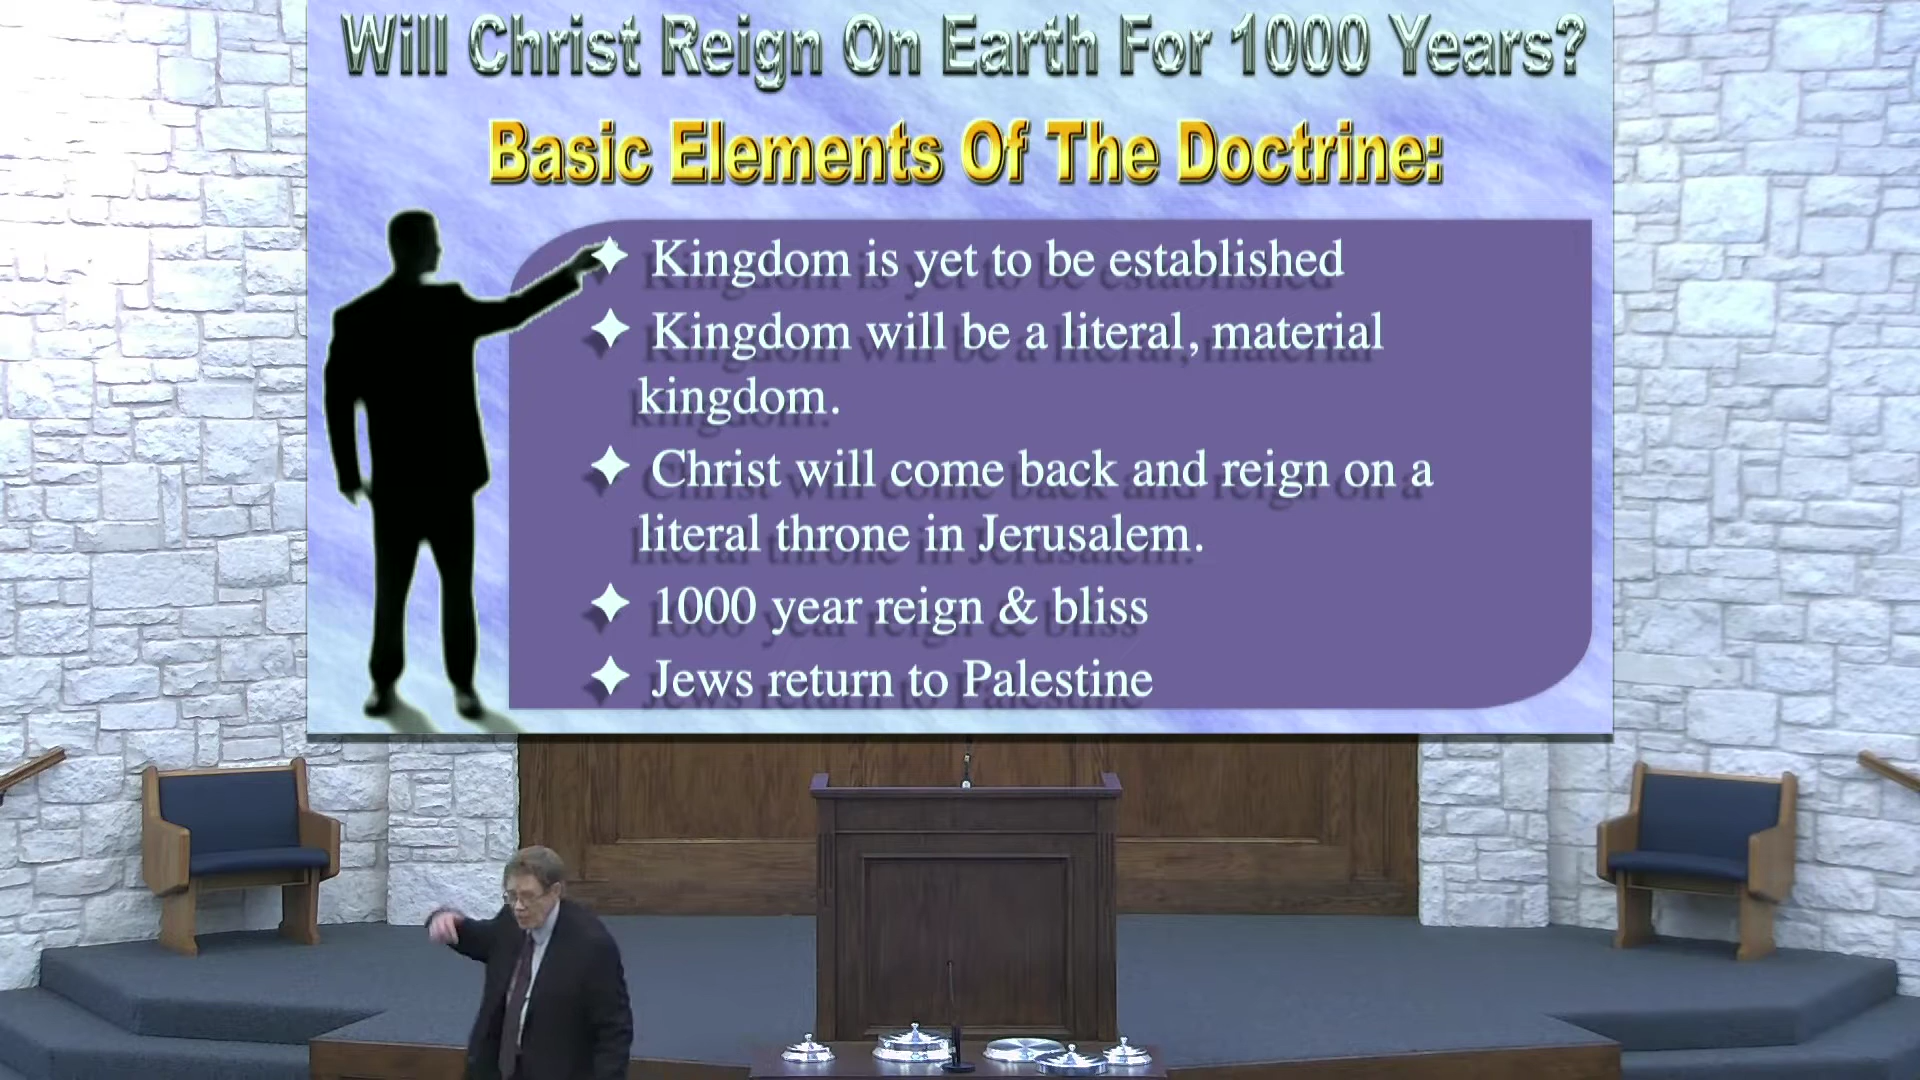 Will Christ Reign On Earth For 1000 Years?
Basic Elements Of The Doctrine:
Kingdom is yet to be established
Kingdom will be a literal, material
kingdom.
Christ will come back and reign on a
literal throne in Jerusalem.
1000 year reign & bliss
Jews return to Palestine